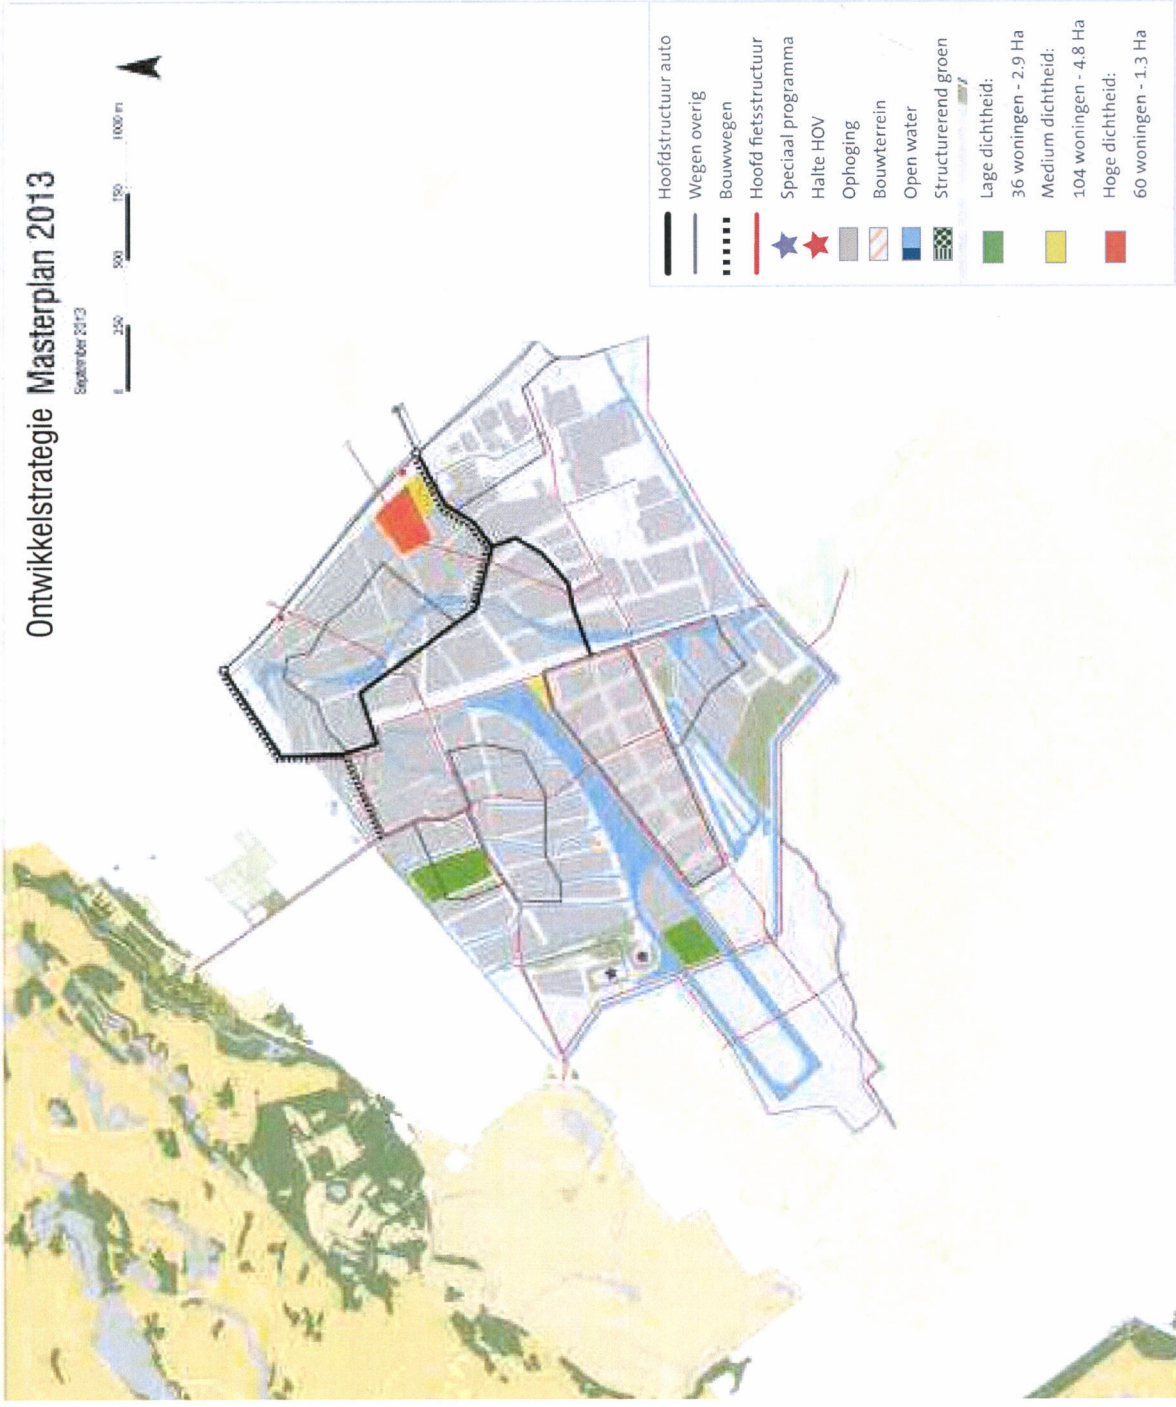 Ontwikkelstrategie Masterplan 2013
September 2013
0 250 500 750 1000 m
Hoofdstructuur auto
Wegen overig
Bouwwegen
Hoofd fietsstructuur
Speciaal programma
Halte HOV
Ophoging
Bouwterrein
Open water
Structurerend groen
Lage dichtheid:
36 woningen - 2.9 Ha
Medium dichtheid:
104 woningen - 4.8 Ha
Hoge dichtheid:
60 woningen - 1.3 Ha